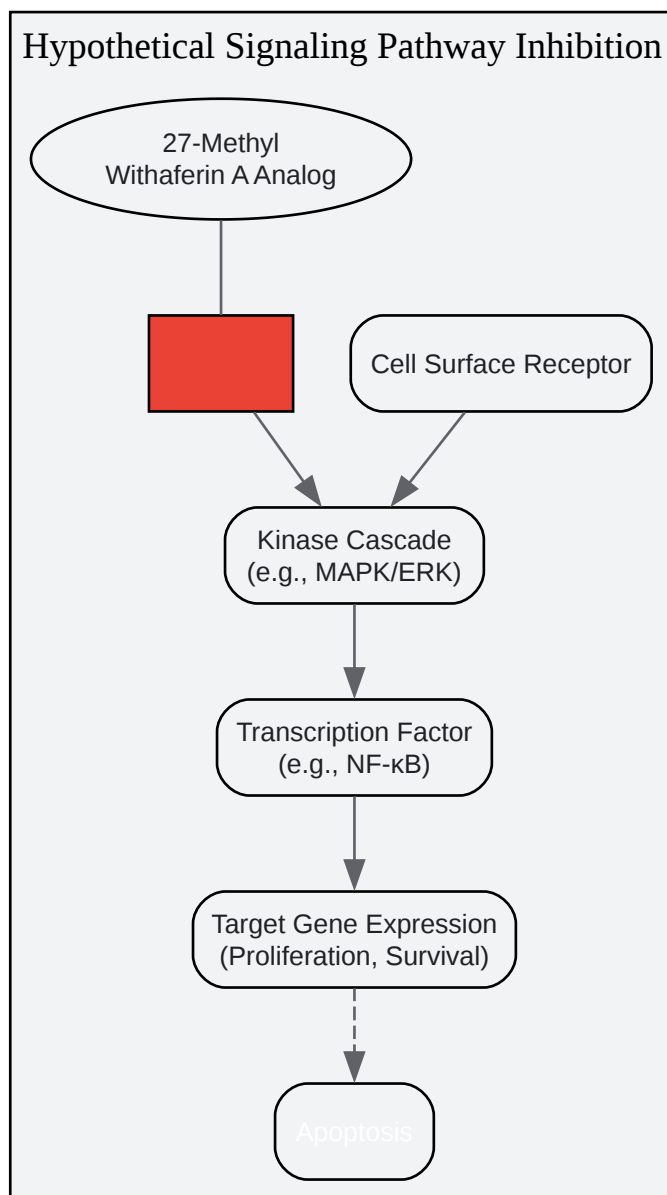 Hypothetical Signaling Pathway Inhibition
27-Methyl
Withaferin A Analog
Cell Surface Receptor
Kinase Cascade
(e.g., MAPK/ERK)
Transcription Factor
(e.g., NF-κB)
Target Gene Expression
(Proliferation, Survival)
Apoptosis